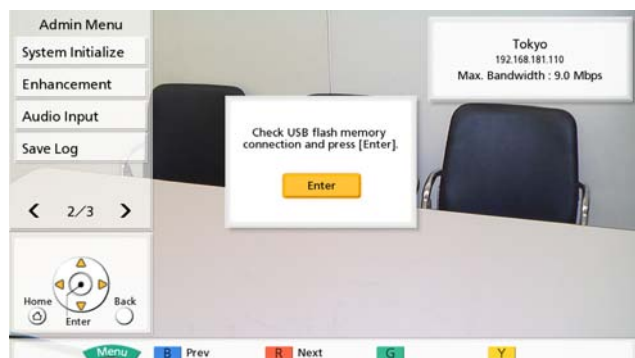 Admin Menu
System Initialize
Enhancement
Audio Input
Save Log
2/3
Home
Enter
Back
Tokyo
192.168.181.110
Max. Bandwidth : 9.0 Mbps
Check USB flash memory
connection and press [Enter].
Enter
Menu
B Prev
R Next
G
Y